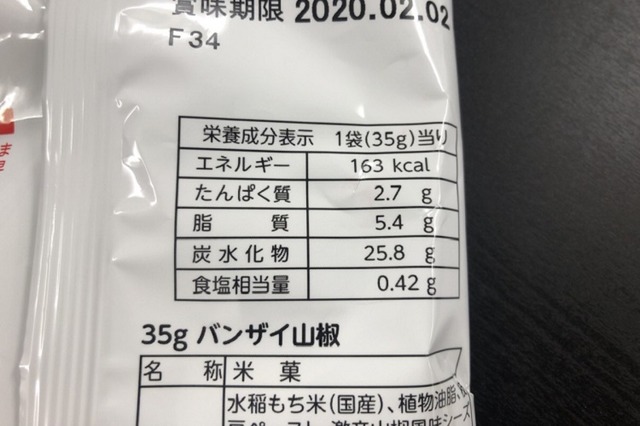 賞味期限 2020.02.02
F34
栄養成分表示 1袋(35g)当り
エネルギー 163 kcal
たんぱく質 2.7 g
脂質 5.4 g
炭水化物 25.8 g
食塩相当量 0.42 g
35g バンザイ山椒
名称 米菓
水稲もち米(国産)、植物油脂、